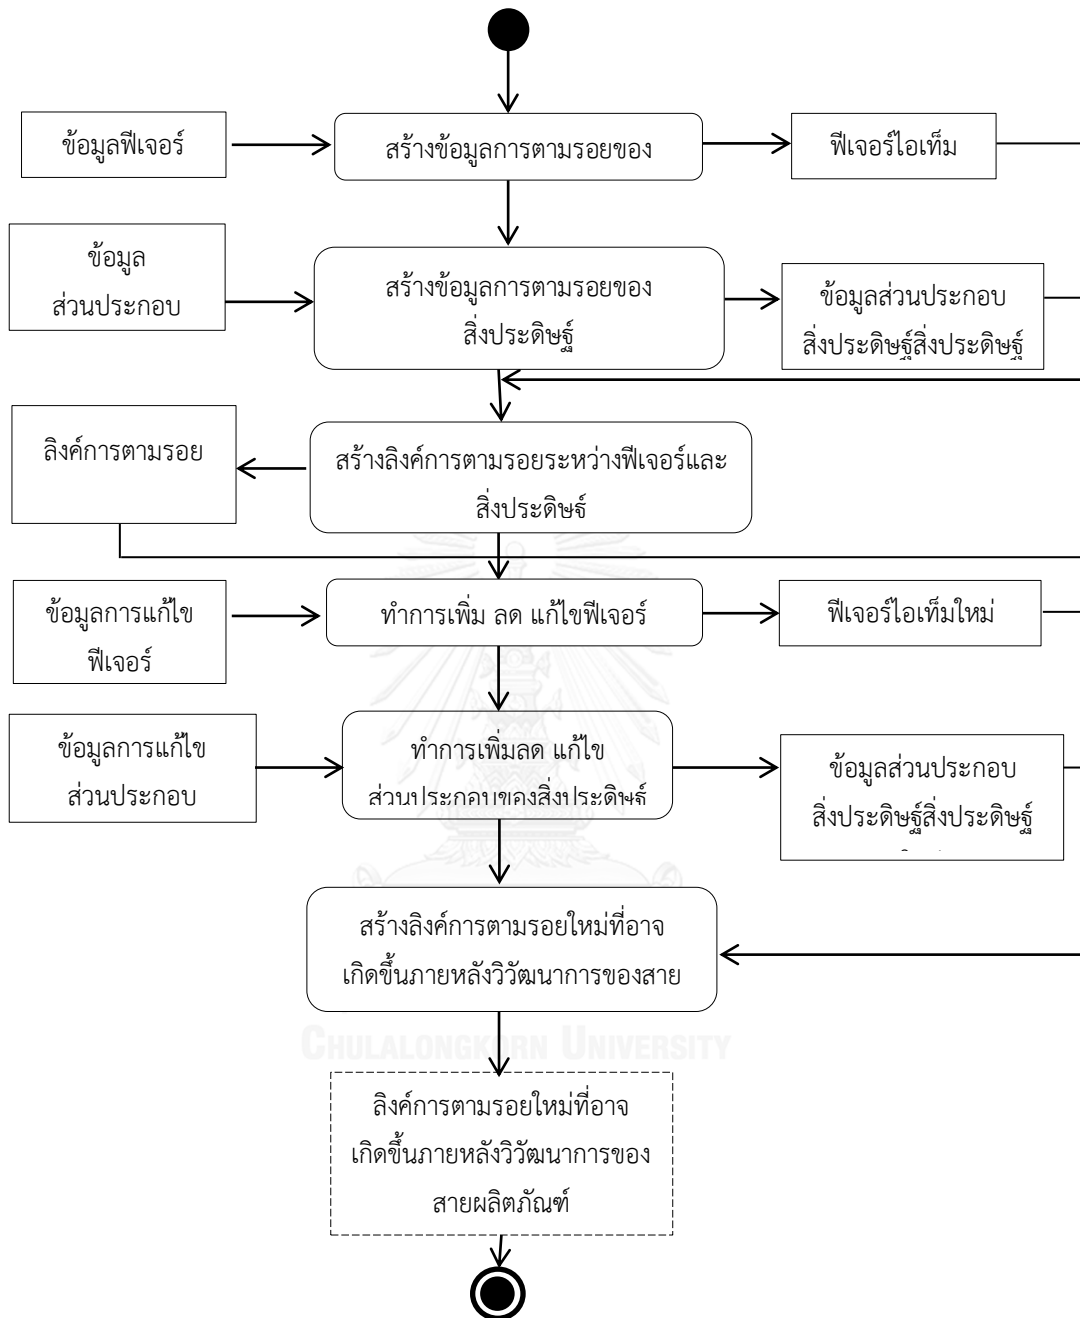 ข้อมูลฟีเจอร์
สร้างข้อมูลการตามรอยของ
ฟีเจอร์ไอเท็ม
ข้อมูล
ส่วนประกอบ
สร้างข้อมูลการตามรอยของ
สิ่งประดิษฐ์
ข้อมูลส่วนประกอบ
สิ่งประดิษฐ์สิ่งประดิษฐ์
ลิงค์การตามรอย
สร้างลิงค์การตามรอยระหว่างฟีเจอร์และ
สิ่งประดิษฐ์
ข้อมูลการแก้ไข
ฟีเจอร์
ทำการเพิ่ม ลด แก้ไขฟีเจอร์
ฟีเจอร์ไอเท็มใหม่
ข้อมูลการแก้ไข
ส่วนประกอบ
ทำการเพิ่มลด แก้ไข
ส่วนประกอบของสิ่งประดิษฐ์
ข้อมูลส่วนประกอบ
สิ่งประดิษฐ์สิ่งประดิษฐ์
สร้างลิงค์การตามรอยใหม่ที่อาจ
เกิดขึ้นภายหลังวิวัฒนาการของสาย
CHULALONGKORN UNIVERSITY
ลิงค์การตามรอยใหม่ที่อาจ
เกิดขึ้นภายหลังวิวัฒนาการของ
สายผลิตภัณฑ์